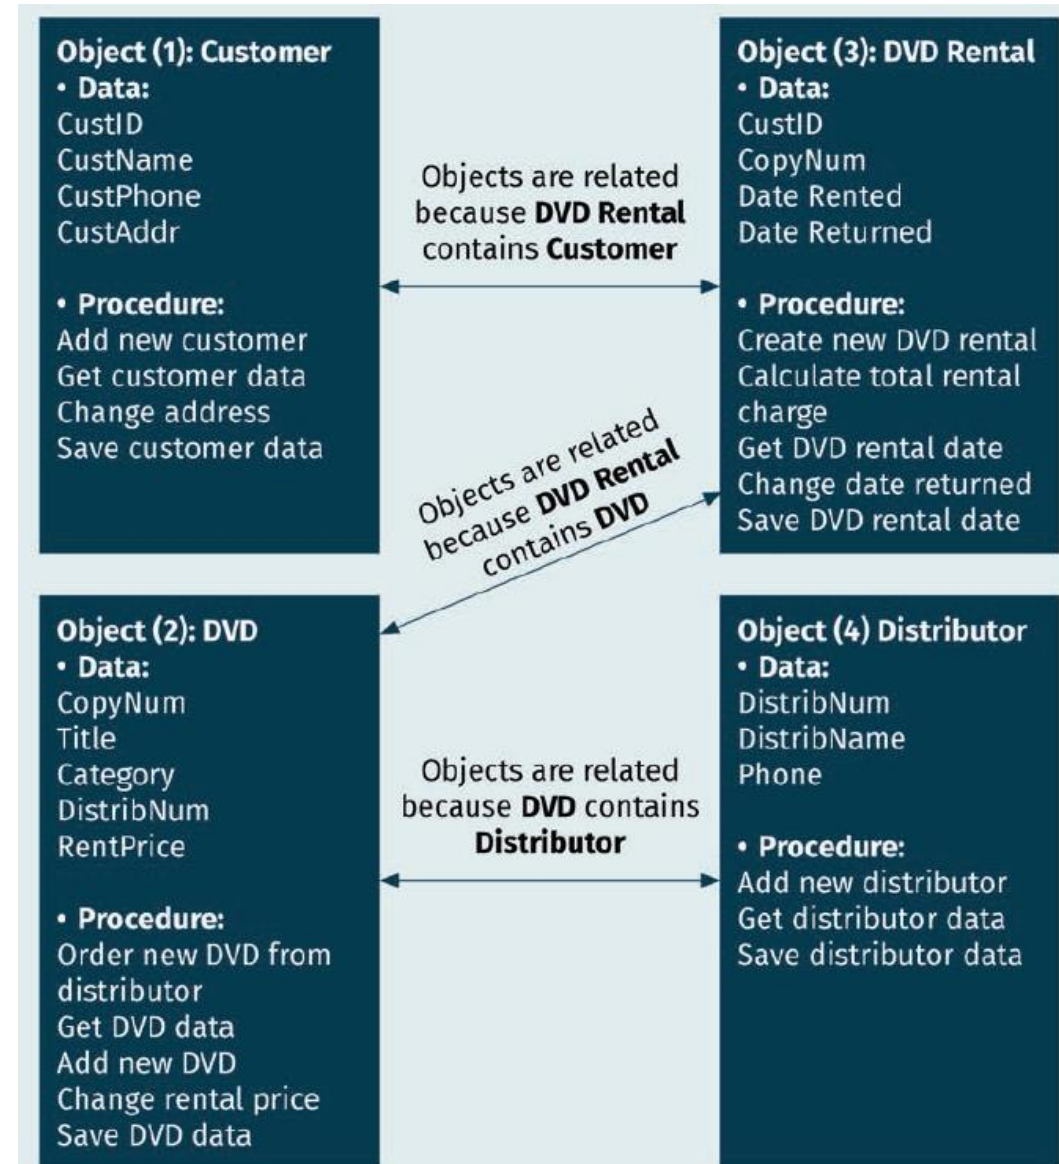 Object (1): Customer
• Data:
CustID
CustName
CustPhone
CustAddr
• Procedure:
Add new customer
Get customer data
Change address
Save customer data
Objects are related
because DVD Rental
contains Customer
Object (3): DVD Rental
• Data:
CustID
CopyNum
Date Rented
Date Returned
• Procedure:
Create new DVD rental
Calculate total rental
charge
Get DVD rental date
Change date returned
Save DVD rental date
Objects are related
because DVD Rental
contains DVD
Object (2): DVD
• Data:
CopyNum
Title
Category
DistribNum
RentPrice
• Procedure:
Order new DVD from
distributor
Get DVD data
Add new DVD
Change rental price
Save DVD data
Objects are related
because DVD contains
Distributor
Object (4) Distributor
• Data:
DistribNum
DistribName
Phone
• Procedure:
Add new distributor
Get distributor data
Save distributor data